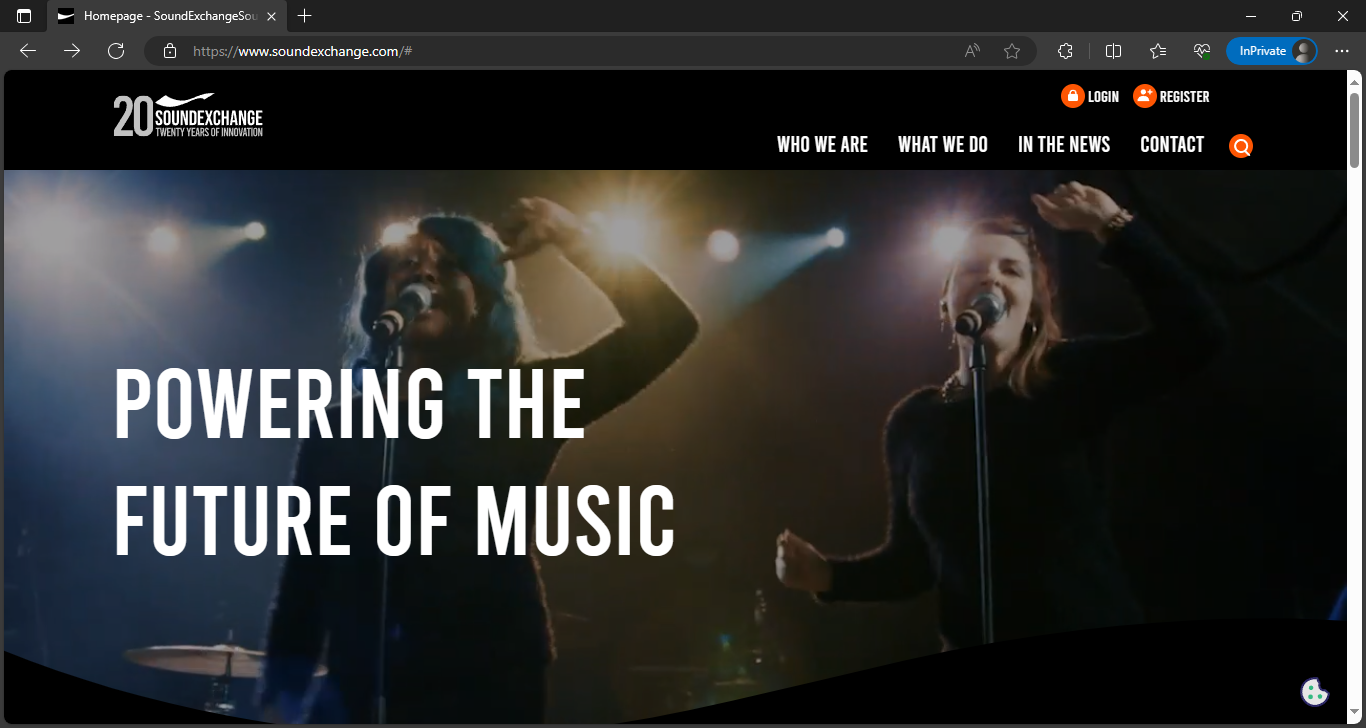 Homepage - SoundExchangeSou
https://www.soundexchange.com/#
InPrivate
20 SOUNDEXCHANGE
TWENTY YEARS OF INNOVATION
LOGIN
REGISTER
WHO WE ARE
WHAT WE DO
IN THE NEWS
CONTACT
POWERING THE
FUTURE OF MUSIC